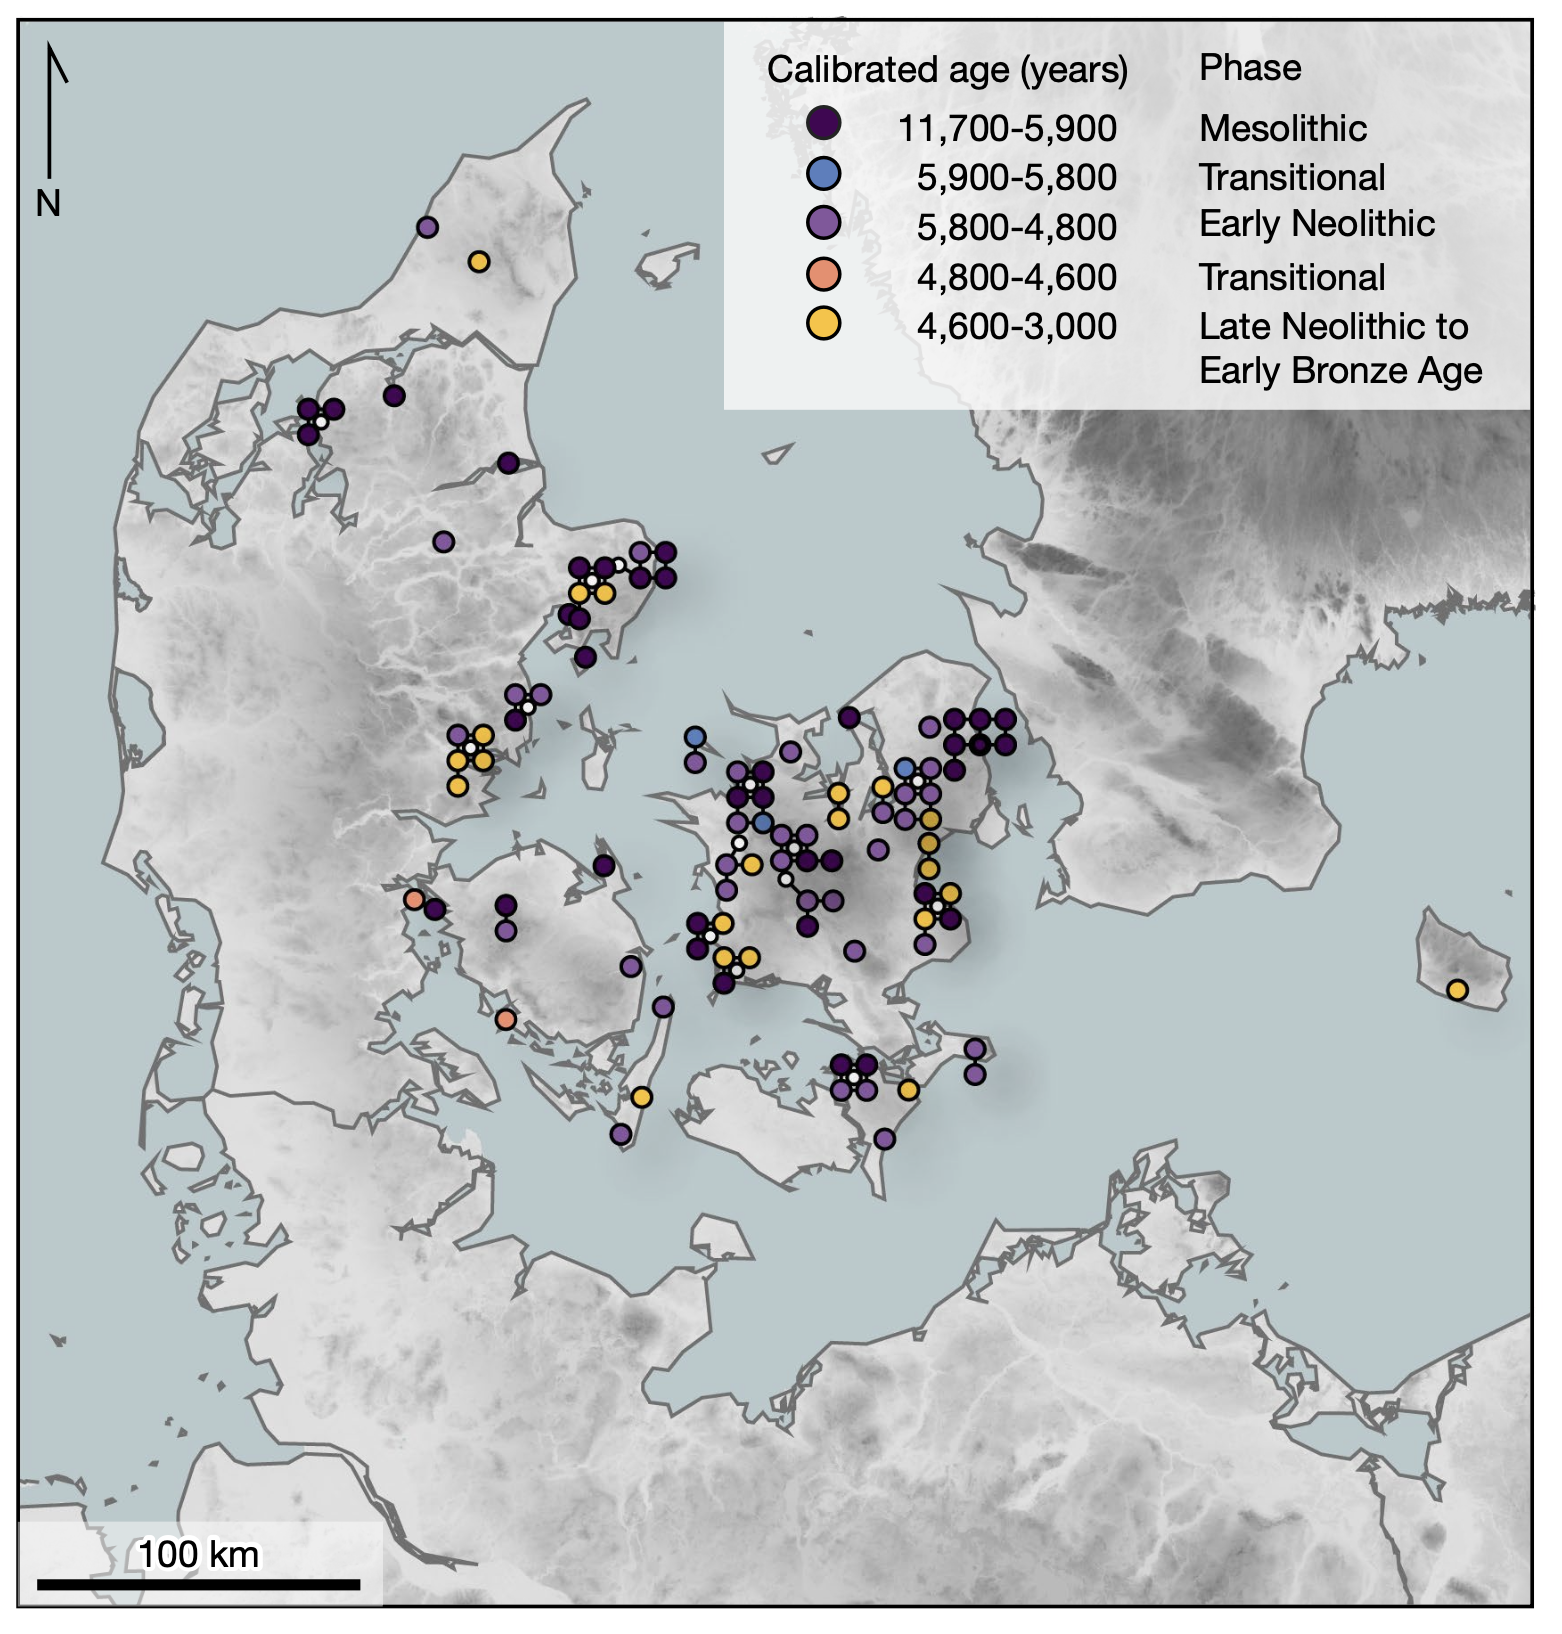 N
Calibrated age (years) Phase
11,700-5,900 Mesolithic
5,900-5,800 Transitional
5,800-4,800 Early Neolithic
4,800-4,600 Transitional
4,600-3,000 Late Neolithic to
Early Bronze Age
100 km